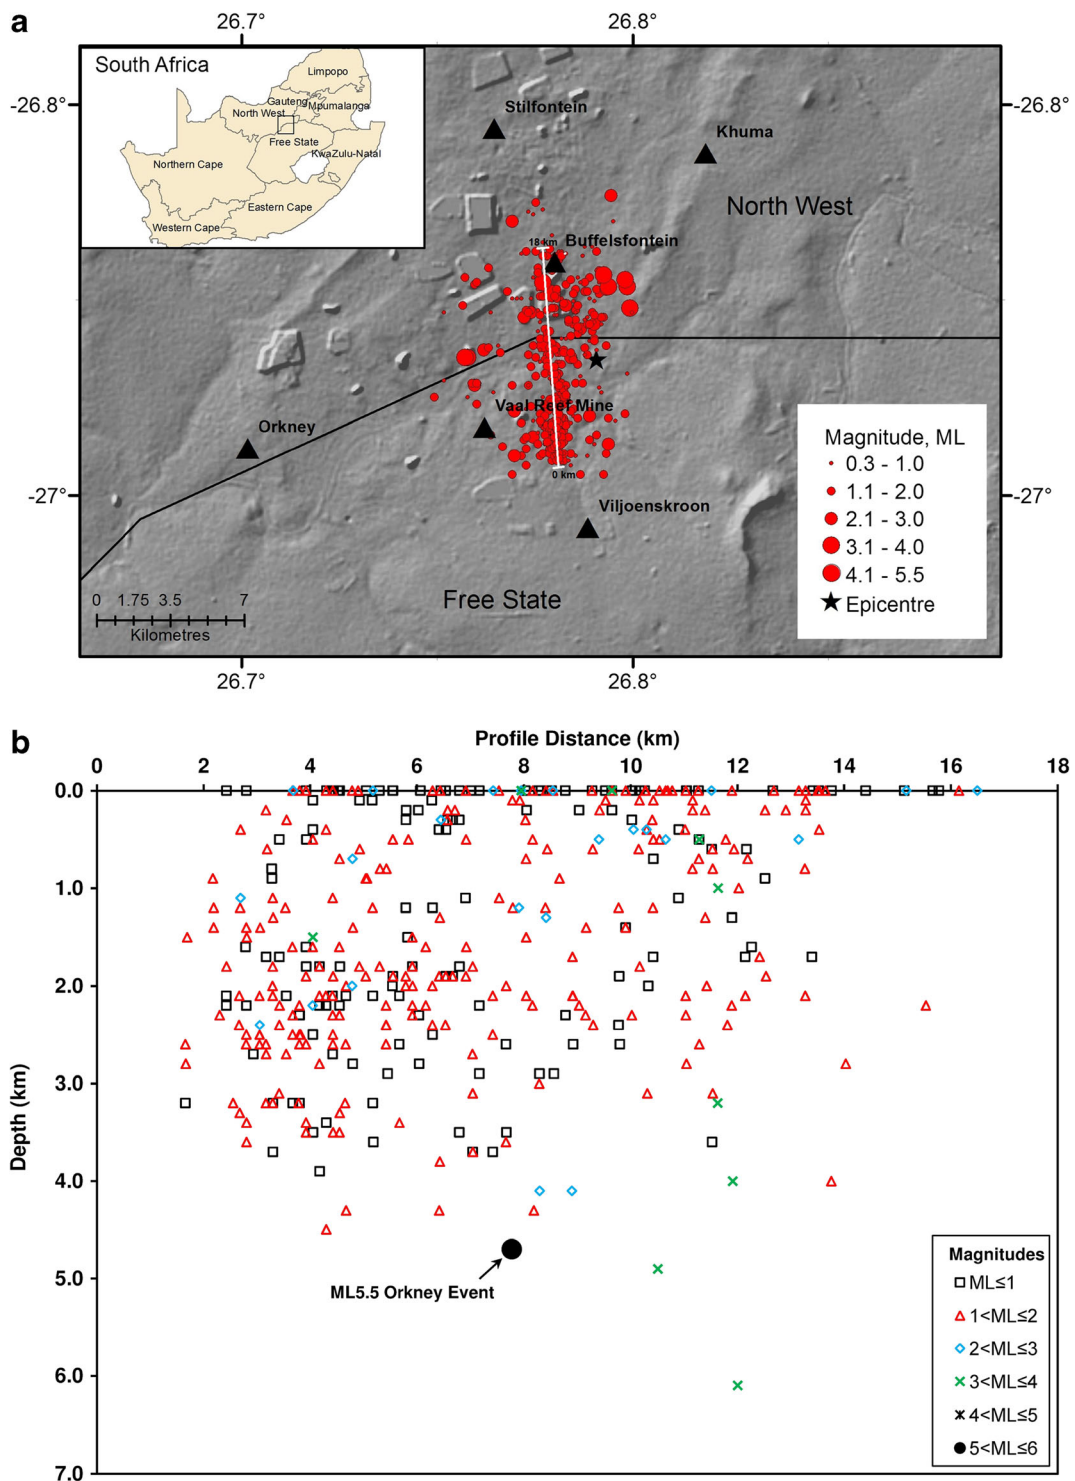 a
26.7°
26.8°
South Africa
Limpopo
Gauteng
Mpumalanga
North West
Free State
KwaZulu-Natal
Northern Cape
Eastern Cape
Western Cape
-26.8°
-26.8°
Stilfontein
Khuma
North West
18 km
Buffelsfontein
Vaal Reef Mine
Orkney
0 km
Viljoenskroon
-27°
-27°
Free State
Magnitude, ML
0.3 - 1.0
1.1 - 2.0
2.1 - 3.0
3.1 - 4.0
4.1 - 5.5
Epicentre
0 1.75 3.5 7
Kilometres
26.7°
26.8°
b
Profile Distance (km)
0 2 4 6 8 10 12 14 16 18
0.0
1.0
2.0
3.0
4.0
5.0
6.0
7.0
Depth (km)
ML5.5 Orkney Event
Magnitudes
ML≤1
1<ML≤2
2<ML≤3
3<ML≤4
4<ML≤5
5<ML≤6